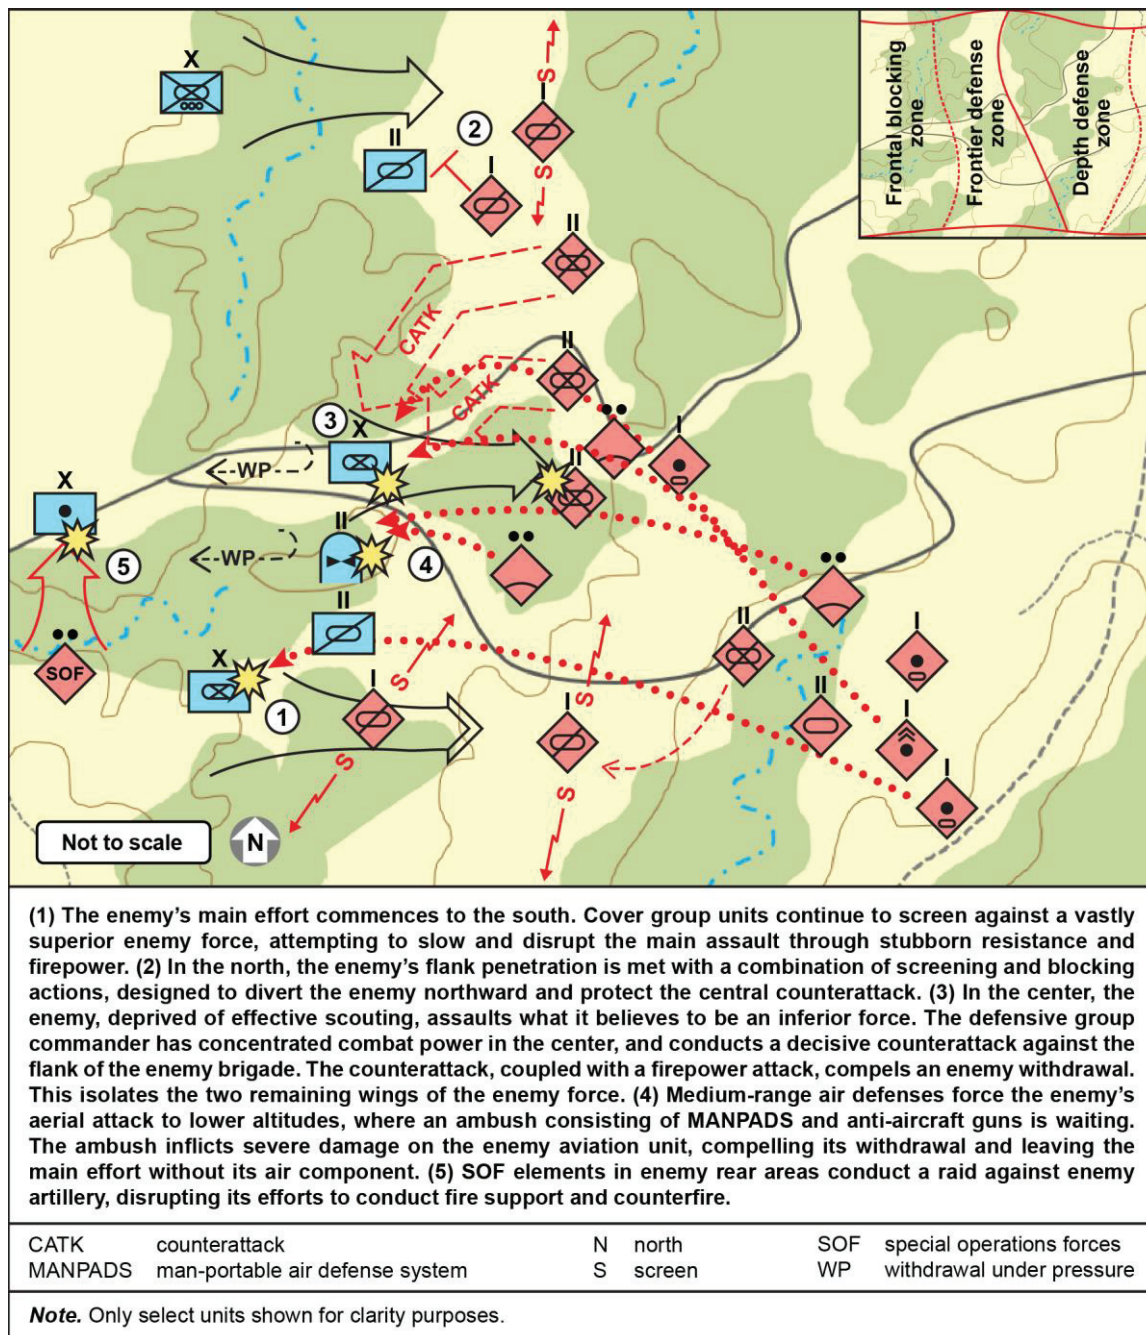 X
S
Frontal blocking
zone
Frontier defense
zone
Depth defense
zone
I
II
2
S
I
II
CATK
II
3
X
CATK
I
WP
II
X
II
4
5
WP
II
S
SOF
X
I
S
II
I
II
I
1
I
I
S
S
Not to scale
N
(1) The enemy’s main effort commences to the south. Cover group units continue to screen against a vastly
superior enemy force, attempting to slow and disrupt the main assault through stubborn resistance and
firepower. (2) In the north, the enemy’s flank penetration is met with a combination of screening and blocking
actions, designed to divert the enemy northward and protect the central counterattack. (3) In the center, the
enemy, deprived of effective scouting, assaults what it believes to be an inferior force. The defensive group
commander has concentrated combat power in the center, and conducts a decisive counterattack against the
flank of the enemy brigade. The counterattack, coupled with a firepower attack, compels an enemy withdrawal.
This isolates the two remaining wings of the enemy force. (4) Medium-range air defenses force the enemy’s
aerial attack to lower altitudes, where an ambush consisting of MANPADS and anti-aircraft guns is waiting.
The ambush inflicts severe damage on the enemy aviation unit, compelling its withdrawal and leaving the
main effort without its air component. (5) SOF elements in enemy rear areas conduct a raid against enemy
artillery, disrupting its efforts to conduct fire support and counterfire.
CATK counterattack N north SOF special operations forces
MANPADS man-portable air defense system S screen WP withdrawal under pressure
Note. Only select units shown for clarity purposes.